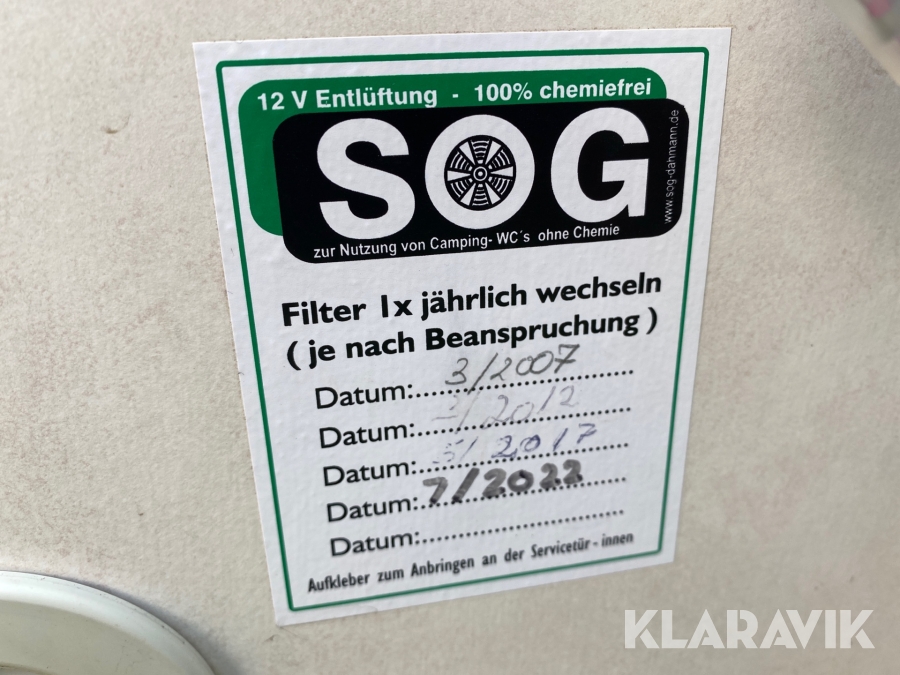 12 V Entlüftung - 100% chemiefrei
SOG
www.sog-dahmann.de
zur Nutzung von Camping- WC´s ohne Chemie
Filter 1x jährlich wechseln
( je nach Beanspruchung )
Datum:....3/2007........
Datum:....3/2012........
Datum:....5/2017........
Datum:7/2022........
Datum:........................
Aufkleber zum Anbringen an der Servicetür - innen
KLARAVIK